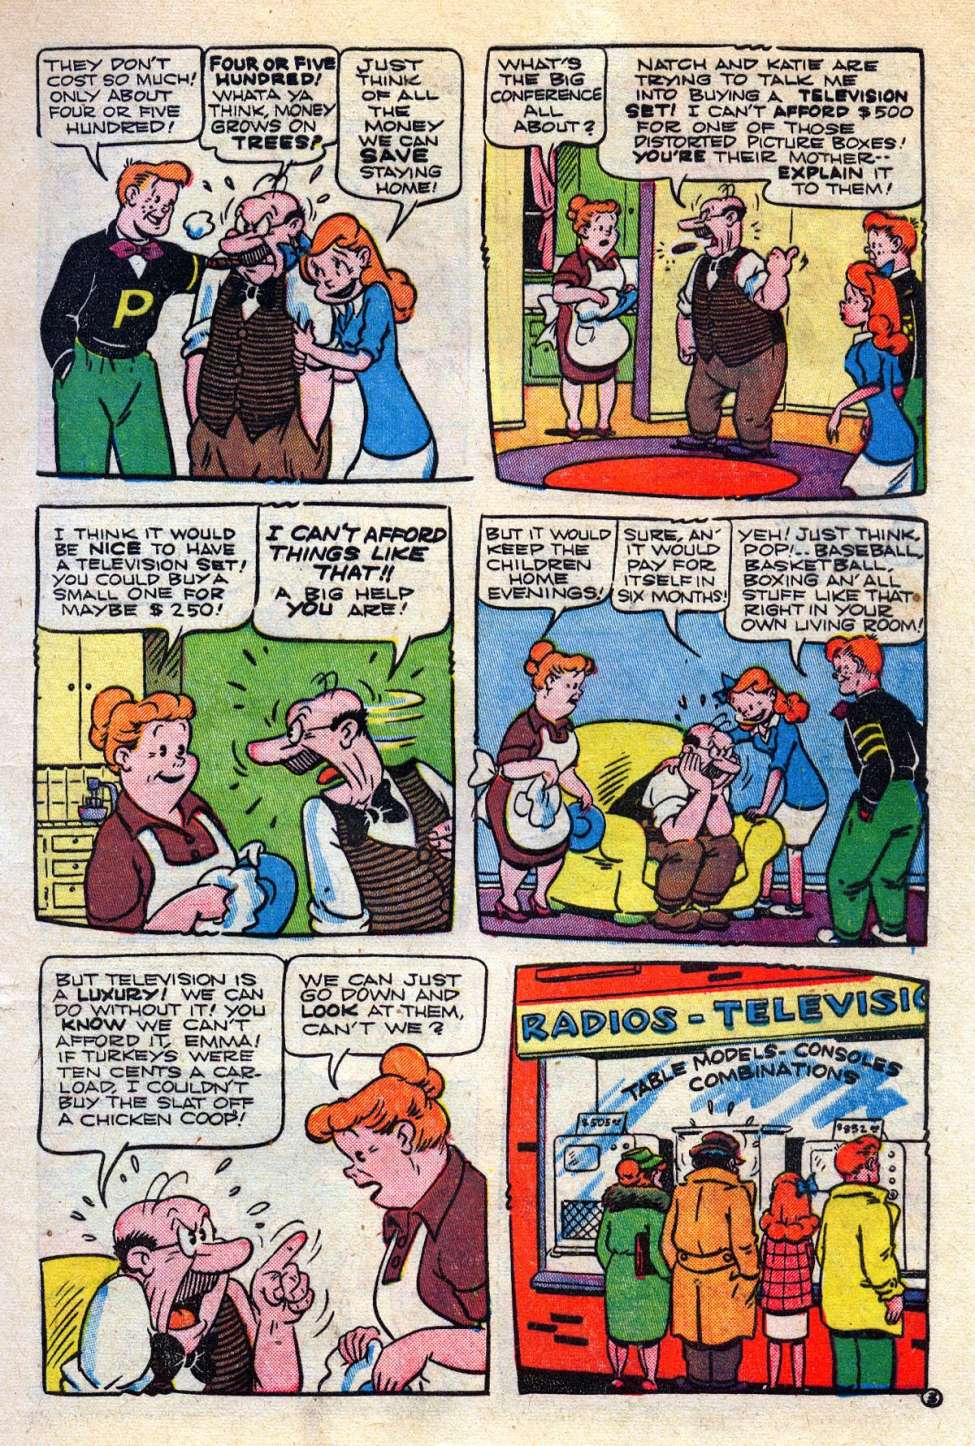 THEY DON'T
COST SO MUCH!
ONLY ABOUT
FOUR OR FIVE
HUNDRED!
FOUR OR FIVE
HUNDRED!
WHATA YA
THINK, MONEY
GROWS ON
TREES?
JUST
THINK
OF ALL
THE
MONEY
WE CAN
SAVE
STAYING
HOME!
P
WHAT'S
THE BIG
CONFERENCE
ALL
ABOUT?
NATCH AND KATIE ARE
TRYING TO TALK ME
INTO BUYING A TELEVISION
SET! I CAN'T AFFORD $500
FOR ONE OF THOSE
DISTORTED PICTURE BOXES!
YOU'RE THEIR MOTHER--
EXPLAIN IT
TO THEM!
I THINK IT WOULD
BE NICE TO HAVE
A TELEVISION SET!
YOU COULD BUY A
SMALL ONE FOR
MAYBE $250!
I CAN'T AFFORD
THINGS LIKE
THAT!!
A BIG HELP
YOU ARE!
BUT IT WOULD
KEEP THE
CHILDREN
HOME
EVENINGS!
SURE, AN'
IT WOULD
PAY FOR
ITSELF IN
SIX MONTHS!
YEH! JUST THINK,
POP!-- BASEBALL,
BASKETBALL,
BOXING AN' ALL
STUFF LIKE THAT
RIGHT IN YOUR
OWN LIVING ROOM!
BUT TELEVISION IS
A LUXURY! WE CAN
DO WITHOUT IT! YOU
KNOW WE CAN'T
AFFORD IT, EMMA!
IF TURKEYS WERE
TEN CENTS A CAR-
LOAD, I COULDN'T
BUY THE SLAT OFF
A CHICKEN COOP!
WE CAN JUST
GO DOWN AND
LOOK AT THEM,
CAN'T WE?
RADIOS - TELEVISIO
TABLE MODELS - CONSOLES
COMBINATIONS
$505
$832
3